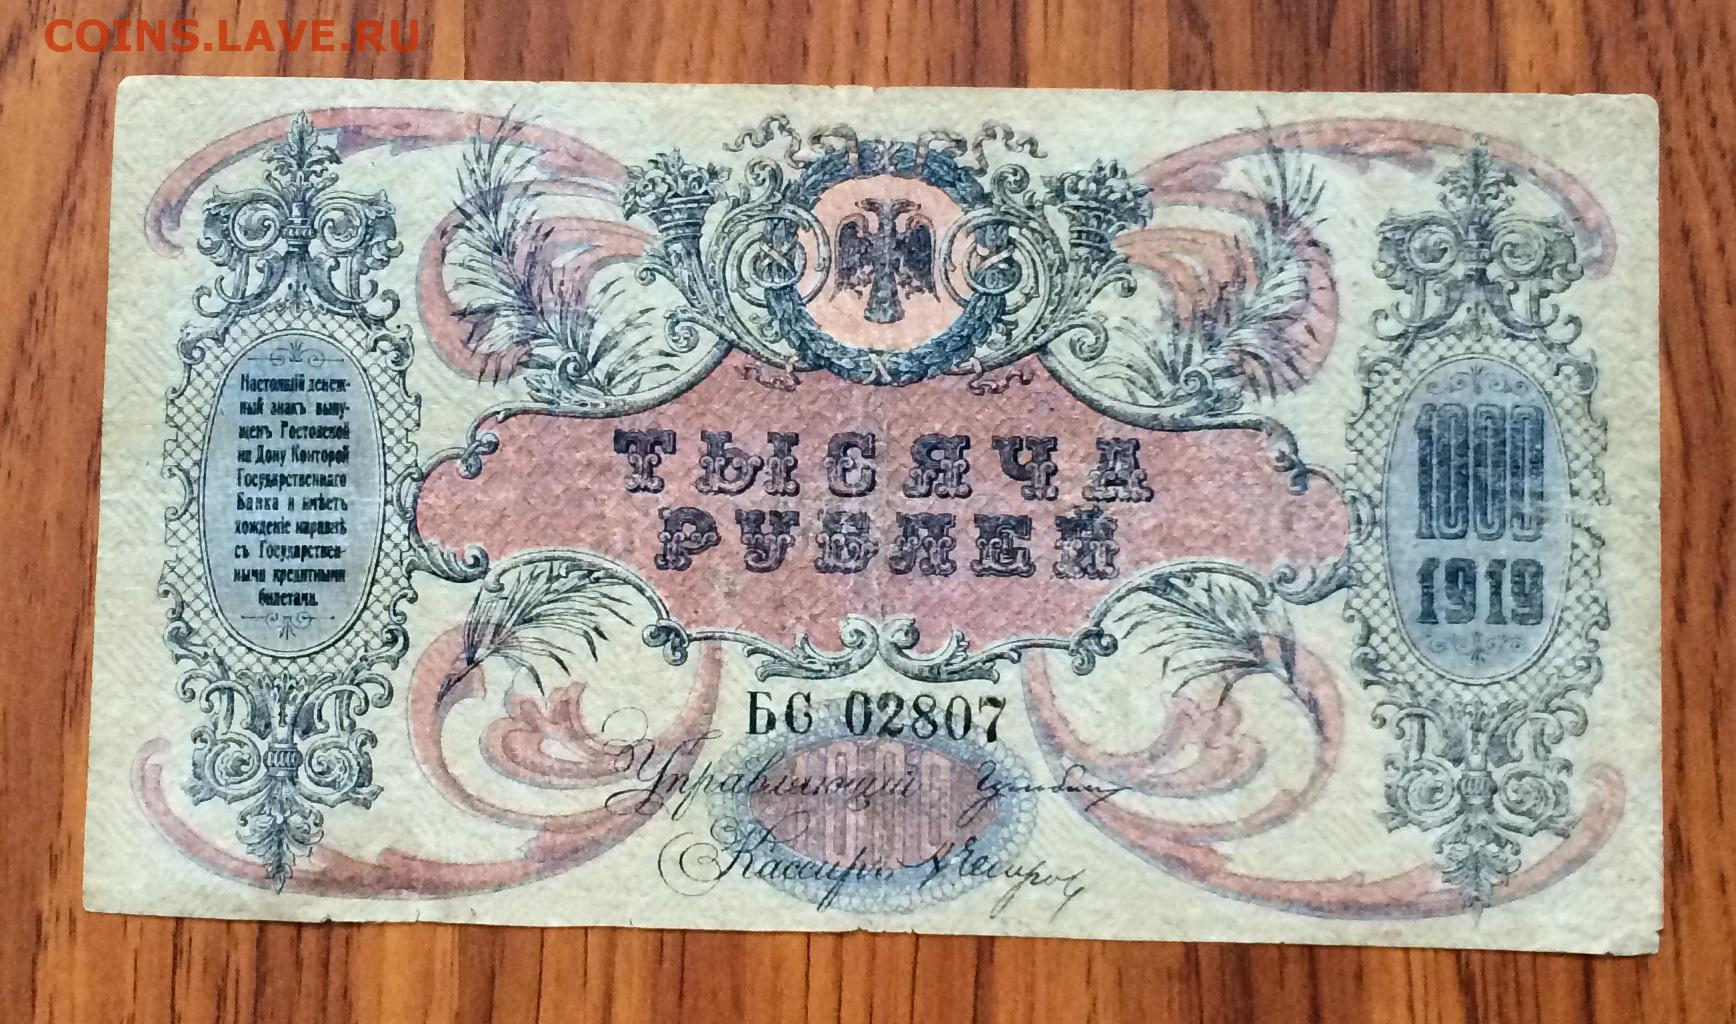 COINS.LAVE.RU
Настоящій денеж-
ный знакъ выпу-
щенъ Ростовской
на Дону Конторой
Государственнаго
Банка и имѣетъ
хожденіе наравнѣ
съ Государствен-
ными кредитными
билетами.
ТЫСЯЧА
РУБЛЕЙ
1000
1919
БС 02807
Управляющій
1000
Кассиръ